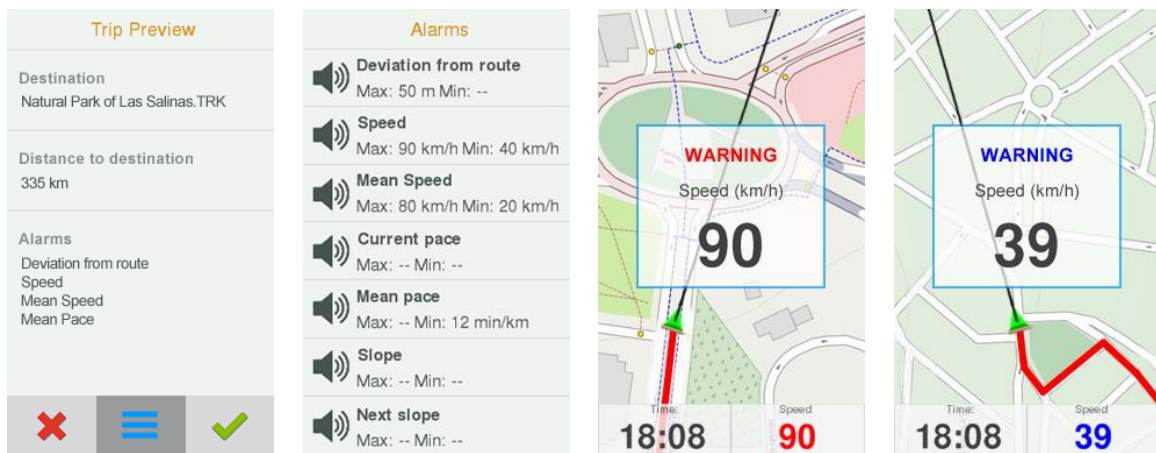 Trip Preview
Destination
Natural Park of Las Salinas.TRK
Distance to destination
335 km
Alarms
Deviation from route
Speed
Mean Speed
Mean Pace
Alarms
Deviation from route
Max: 50 m Min: --
Speed
Max: 90 km/h Min: 40 km/h
Mean Speed
Max: 80 km/h Min: 20 km/h
Current pace
Max: -- Min: --
Mean pace
Max: -- Min: 12 min/km
Slope
Max: -- Min: --
Next slope
Max: -- Min: --
WARNING
Speed (km/h)
90
Time:
Speed
18:08
90
WARNING
Speed (km/h)
39
Time:
Speed
18:08
39